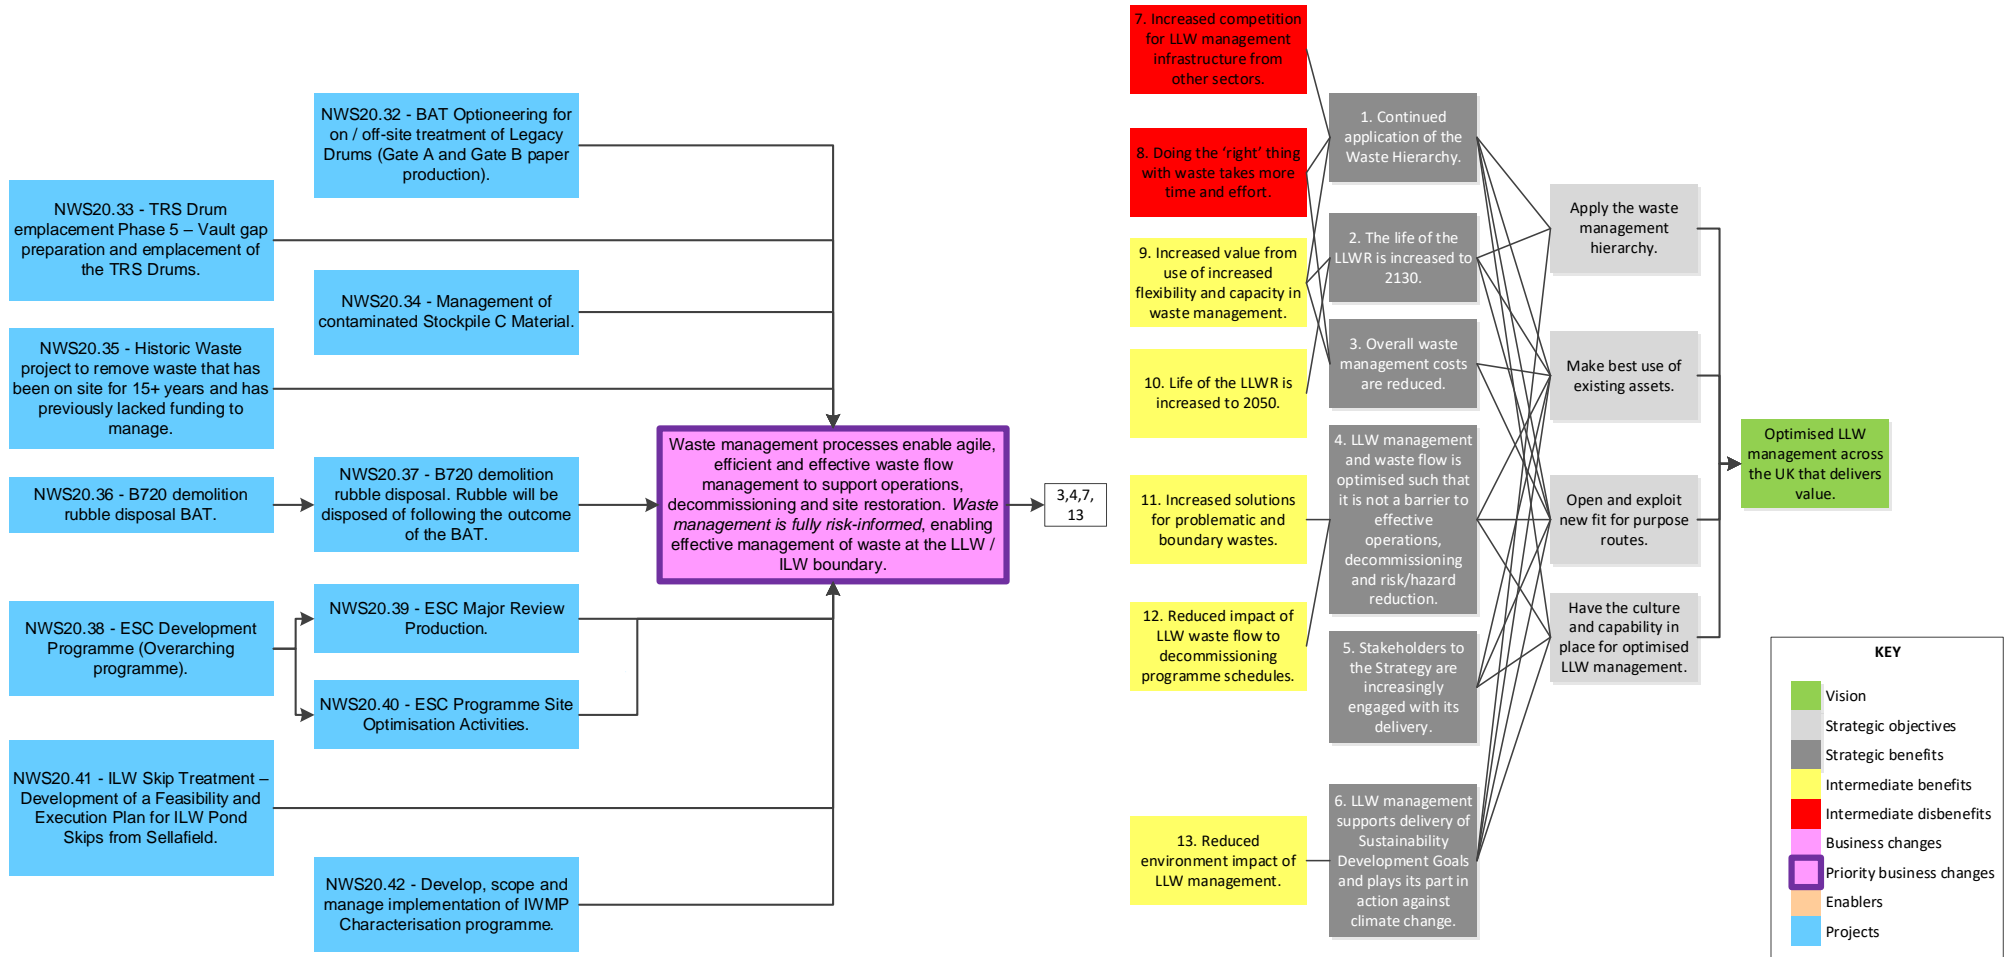 NWS20.32 - BAT Optioneering for
on / off-site treatment of Legacy
Drums (Gate A and Gate B paper
production).
NWS20.33 - TRS Drum
emplacement Phase 5 – Vault gap
preparation and emplacement of
the TRS Drums.
NWS20.34 - Management of
contaminated Stockpile C Material.
NWS20.35 - Historic Waste
project to remove waste that has
been on site for 15+ years and has
previously lacked funding to
manage.
NWS20.36 - B720 demolition
rubble disposal BAT.
NWS20.37 - B720 demolition
rubble disposal. Rubble will be
disposed of following the outcome
of the BAT.
NWS20.38 - ESC Development
Programme (Overarching
programme).
NWS20.39 - ESC Major Review
Production.
NWS20.40 - ESC Programme Site
Optimisation Activities.
NWS20.41 - ILW Skip Treatment –
Development of a Feasibility and
Execution Plan for ILW Pond
Skips from Sellafield.
NWS20.42 - Develop, scope and
manage implementation of IWMP
Characterisation programme.
Waste management processes enable agile,
efficient and effective waste flow
management to support operations,
decommissioning and site restoration. Waste
management is fully risk-informed, enabling
effective management of waste at the LLW /
ILW boundary.
3,4,7,
13
7. Increased competition
for LLW management
infrastructure from
other sectors.
8. Doing the ‘right’ thing
with waste takes more
time and effort.
9. Increased value from
use of increased
flexibility and capacity in
waste management.
10. Life of the LLWR is
increased to 2050.
11. Increased solutions
for problematic and
boundary wastes.
12. Reduced impact of
LLW waste flow to
decommissioning
programme schedules.
13. Reduced
environment impact of
LLW management.
1. Continued
application of the
Waste Hierarchy.
2. The life of the
LLWR is increased to
2130.
3. Overall waste
management costs
are reduced.
4. LLW management
and waste flow is
optimised such that
it is not a barrier to
effective
operations,
decommissioning
and risk/hazard
reduction.
5. Stakeholders to
the Strategy are
increasingly
engaged with its
delivery.
6. LLW management
supports delivery of
Sustainability
Development Goals
and plays its part in
action against
climate change.
Apply the waste
management
hierarchy.
Make best use of
existing assets.
Open and exploit
new fit for purpose
routes.
Have the culture
and capability in
place for optimised
LLW management.
Optimised LLW
management across
the UK that delivers
value.
KEY
Vision
Strategic objectives
Strategic benefits
Intermediate benefits
Intermediate disbenefits
Business changes
Priority business changes
Enablers
Projects